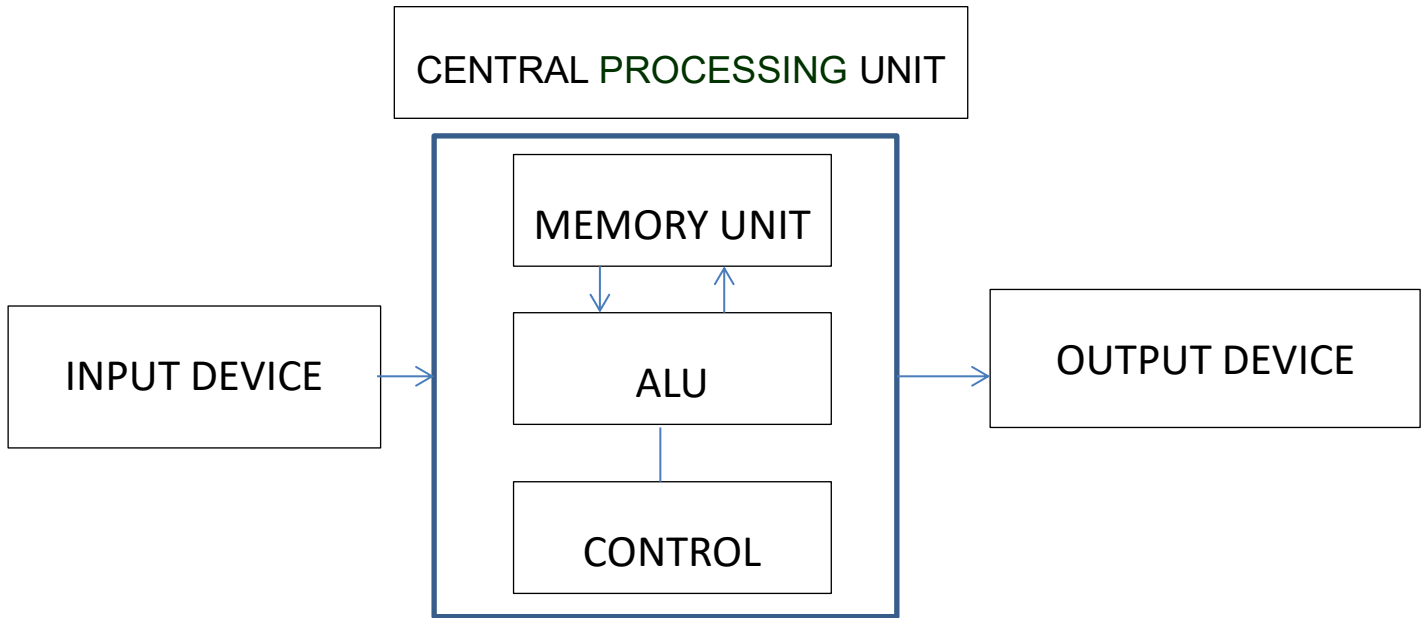 CENTRAL PROCESSING UNIT
MEMORY UNIT
INPUT DEVICE
ALU
OUTPUT DEVICE
CONTROL